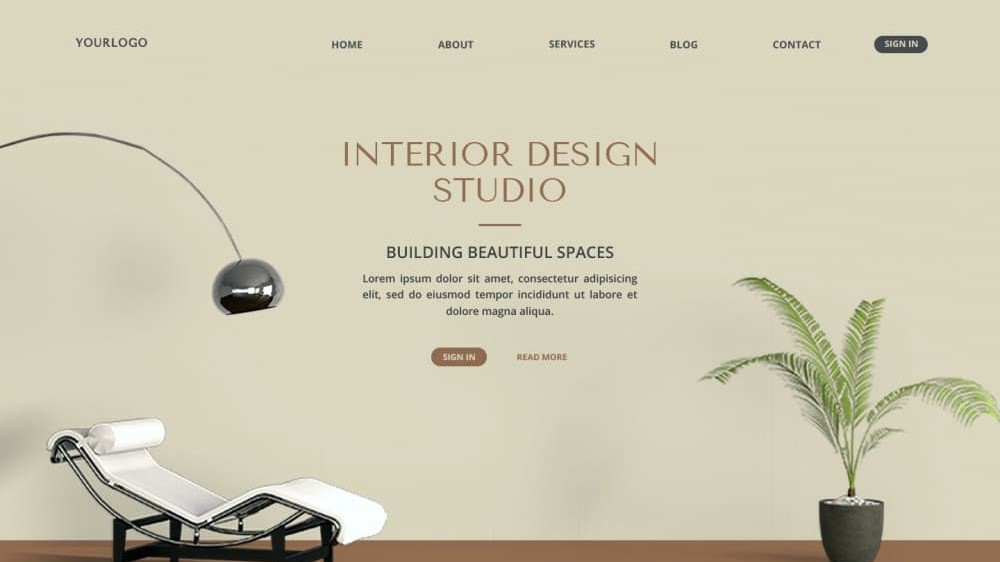 YOURLOGO
HOME
ABOUT
SERVICES
BLOG
CONTACT
SIGN IN
INTERIOR DESIGN
STUDIO
BUILDING BEAUTIFUL SPACES
Lorem ipsum dolor sit amet, consectetur adipisicing
elit, sed do eiusmod tempor incididunt ut labore et
dolore magna aliqua.
SIGN IN
READ MORE